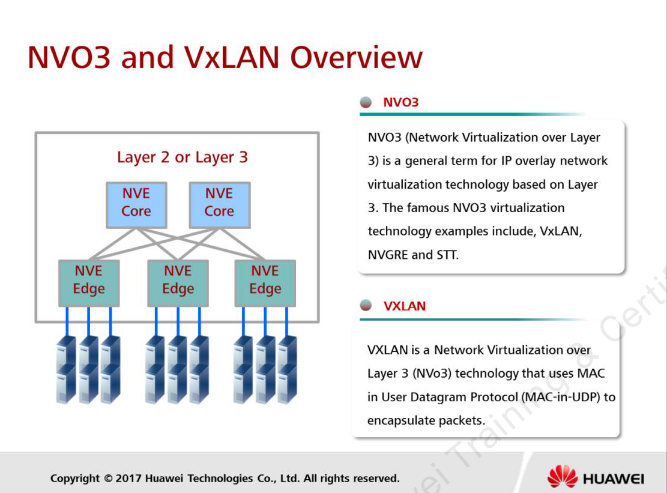 NVO3 and VxLAN Overview
Layer 2 or Layer 3
NVE
Core
NVE
Core
NVE
Edge
NVE
Edge
NVE
Edge
NVO3
NVO3 (Network Virtualization over Layer
3) is a general term for IP overlay network
virtualization technology based on Layer
3. The famous NVO3 virtualization
technology examples include, VxLAN,
NVGRE and STT.
VXLAN
VXLAN is a Network Virtualization over
Layer 3 (NVo3) technology that uses MAC
in User Datagram Protocol (MAC-in-UDP) to
encapsulate packets.
Training &
Copyright © 2017 Huawei Technologies Co., Ltd. All rights reserved.
HUAWEI